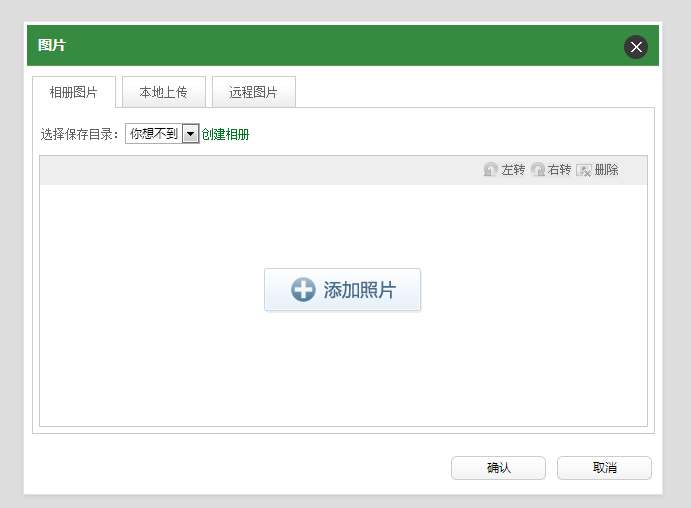 图片
相册图片 本地上传 远程图片
选择保存目录： 你想不到 创建相册
左转 右转 删除
添加照片
确认 取消